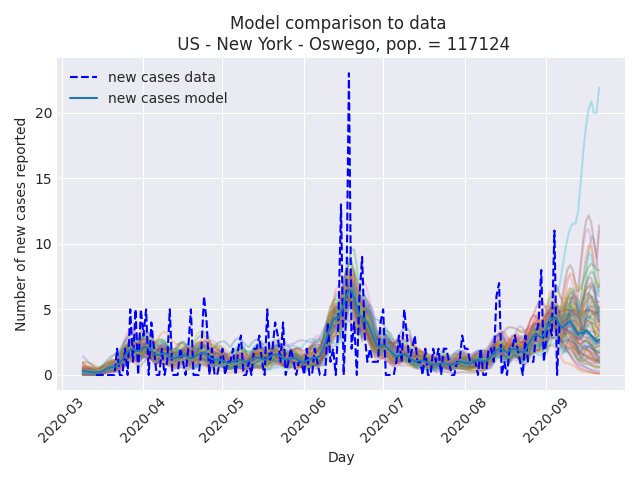 Model comparison to data
US - New York - Oswego, pop. = 117124
new cases data
new cases model
Number of new cases reported
20
15
10
5
0
2020-03
2020-04
2020-05
2020-06
2020-07
2020-08
2020-09
Day